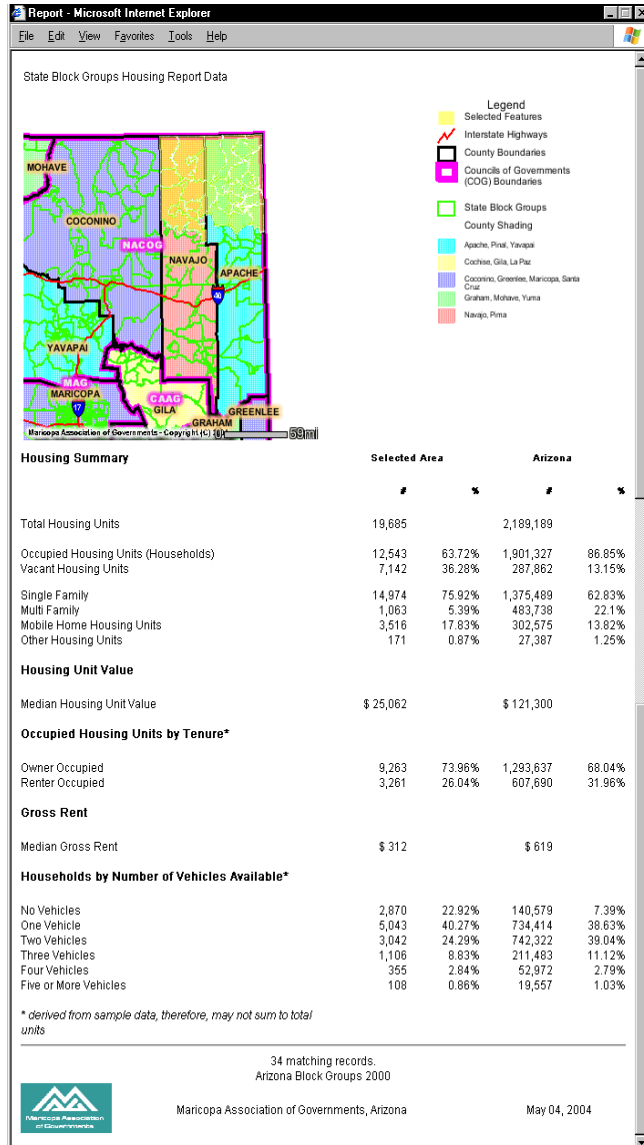 Report - Microsoft Internet Explorer
File Edit View Favorites Tools Help
State Block Groups Housing Report Data
MOHAVE
COCONINO
NACOG
NAVAJO
APACHE
40
YAVAPAI
MAG
MARICOPA
17
CAAG
GILA
GREENLEE
GRAHAM
Maricopa Association of Governments - Copyright (C)
0 59mi
Legend
Selected Features
Interstate Highways
County Boundaries
Councils of Governments
(COG) Boundaries
State Block Groups
County Shading
Apache, Pinal, Yavapai
Cochise, Gila, La Paz
Coconino, Greenlee, Maricopa, Santa
Cruz
Graham, Mohave, Yuma
Navajo, Pima
Housing Summary Selected Area Arizona
# % # %
Total Housing Units 19,685 2,189,189
Occupied Housing Units (Households) 12,543 63.72% 1,901,327 86.85%
Vacant Housing Units 7,142 36.28% 287,862 13.15%
Single Family 14,974 75.92% 1,375,489 62.83%
Multi Family 1,063 5.39% 483,738 22.1%
Mobile Home Housing Units 3,516 17.83% 302,575 13.82%
Other Housing Units 171 0.87% 27,387 1.25%
Housing Unit Value
Median Housing Unit Value $ 25,062 $ 121,300
Occupied Housing Units by Tenure*
Owner Occupied 9,263 73.96% 1,293,637 68.04%
Renter Occupied 3,261 26.04% 607,690 31.96%
Gross Rent
Median Gross Rent $ 312 $ 619
Households by Number of Vehicles Available*
No Vehicles 2,870 22.92% 140,579 7.39%
One Vehicle 5,043 40.27% 734,414 38.63%
Two Vehicles 3,042 24.29% 742,322 39.04%
Three Vehicles 1,106 8.83% 211,483 11.12%
Four Vehicles 355 2.84% 52,972 2.79%
Five or More Vehicles 108 0.86% 19,557 1.03%
* derived from sample data, therefore, may not sum to total
units
34 matching records.
Arizona Block Groups 2000
Maricopa Association
of Governments
Maricopa Association of Governments, Arizona May 04, 2004